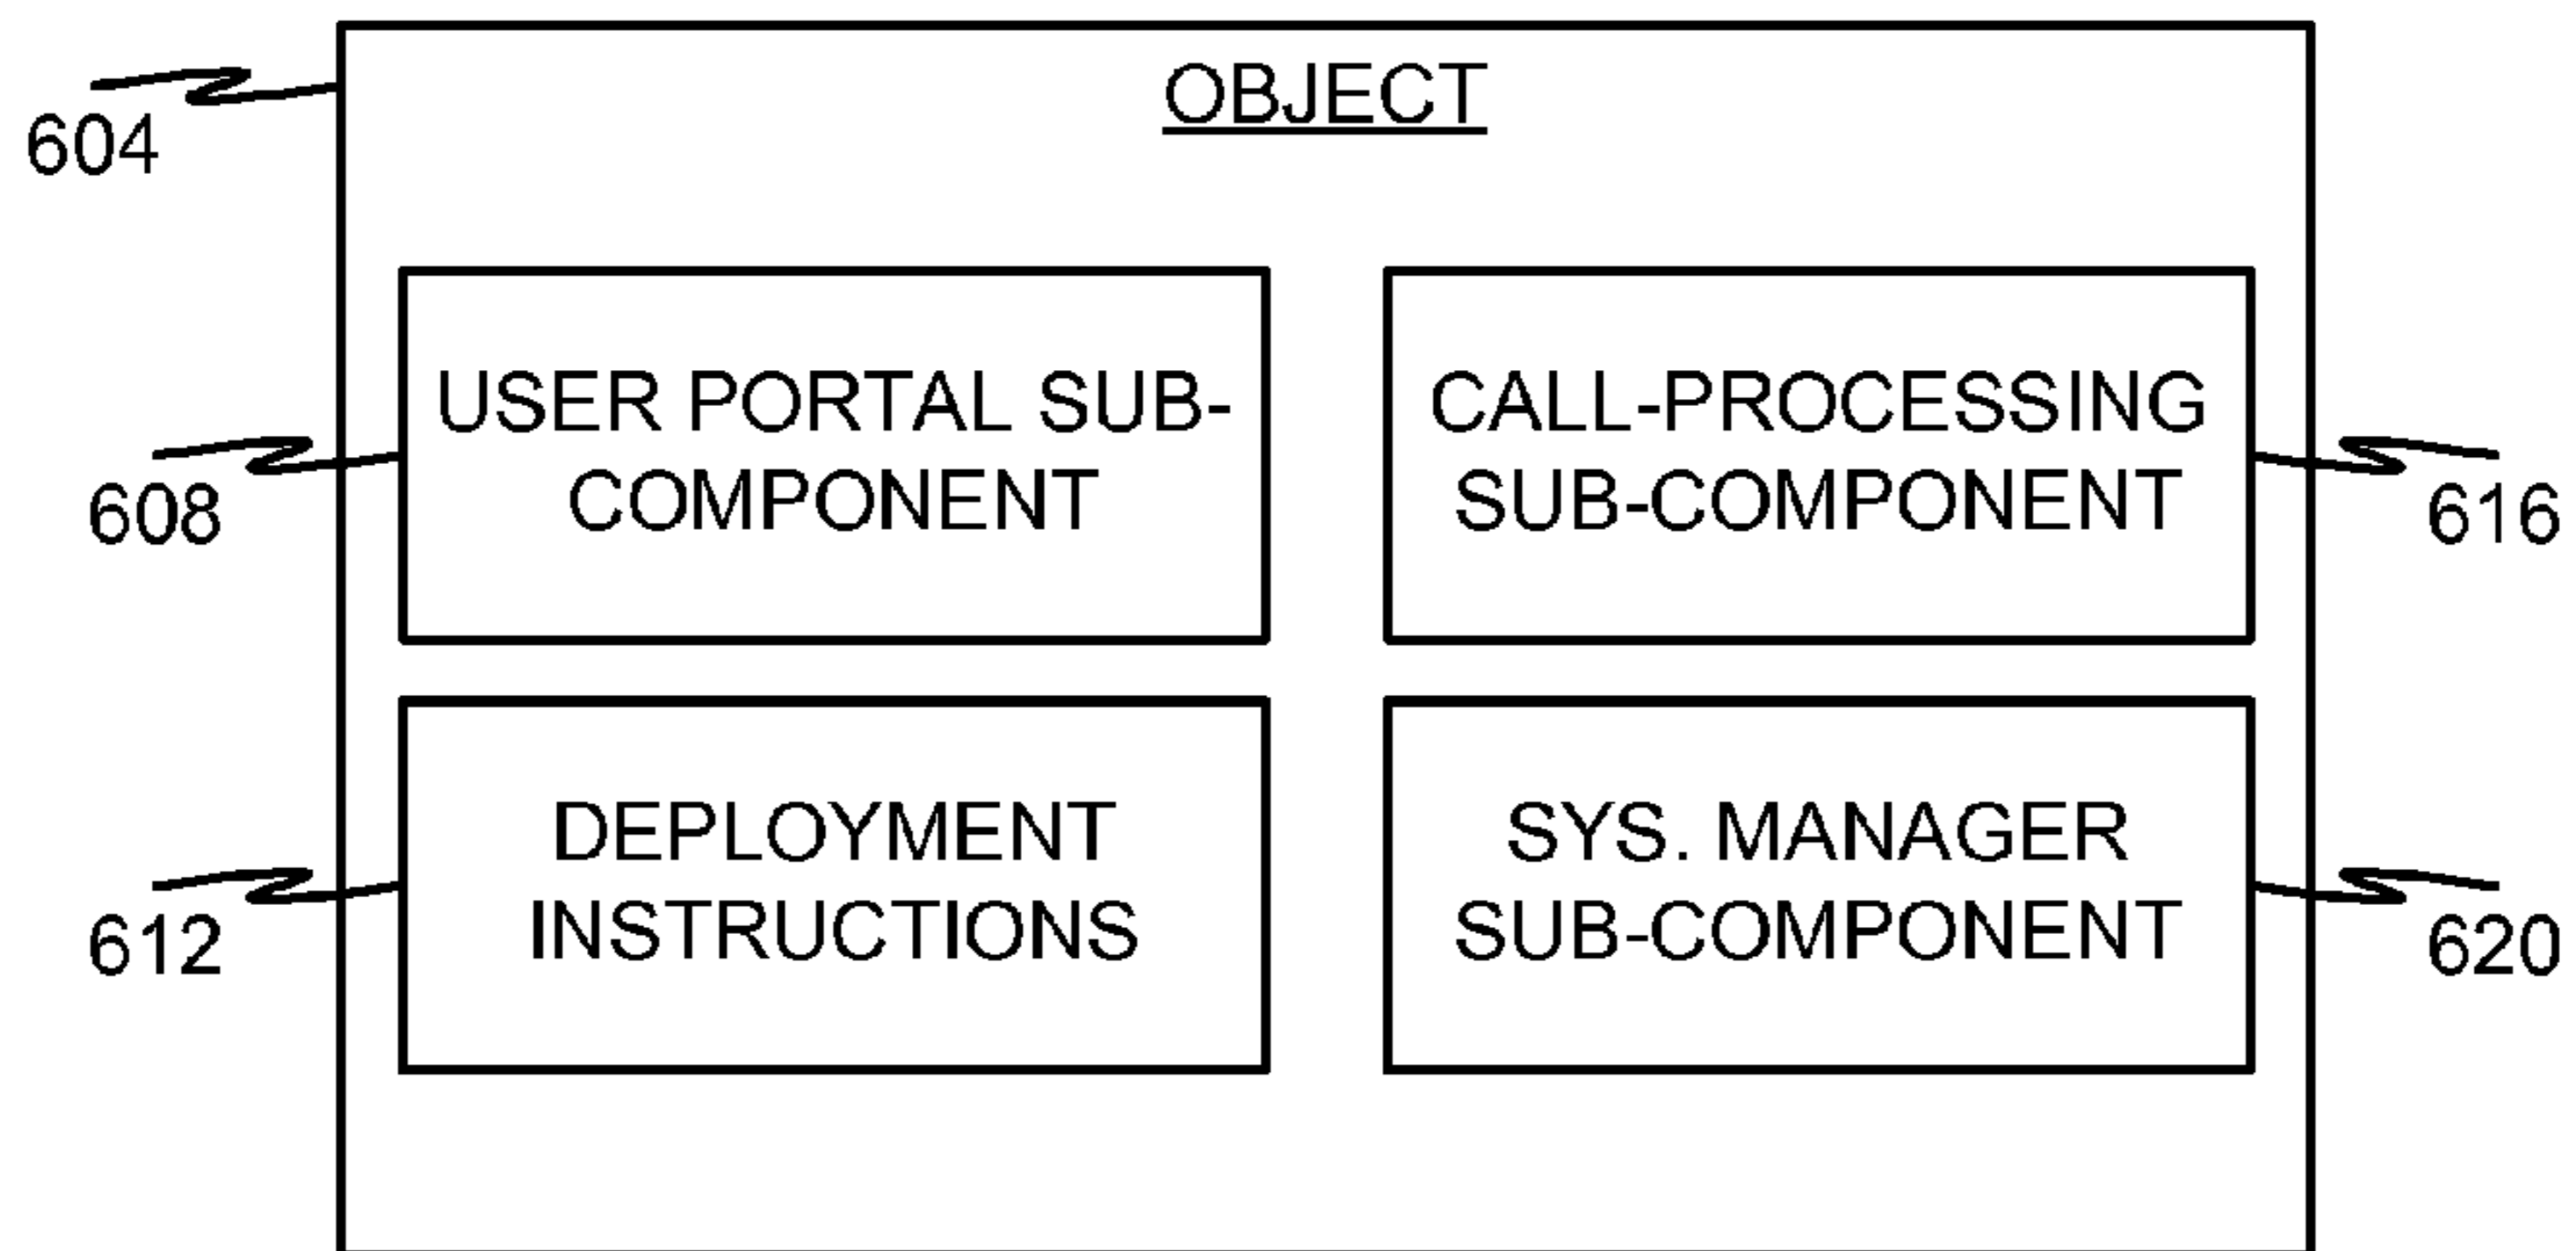 OBJECT
604
USER PORTAL SUB-
COMPONENT
608
CALL-PROCESSING
SUB-COMPONENT
616
DEPLOYMENT
INSTRUCTIONS
612
SYS. MANAGER
SUB-COMPONENT
620